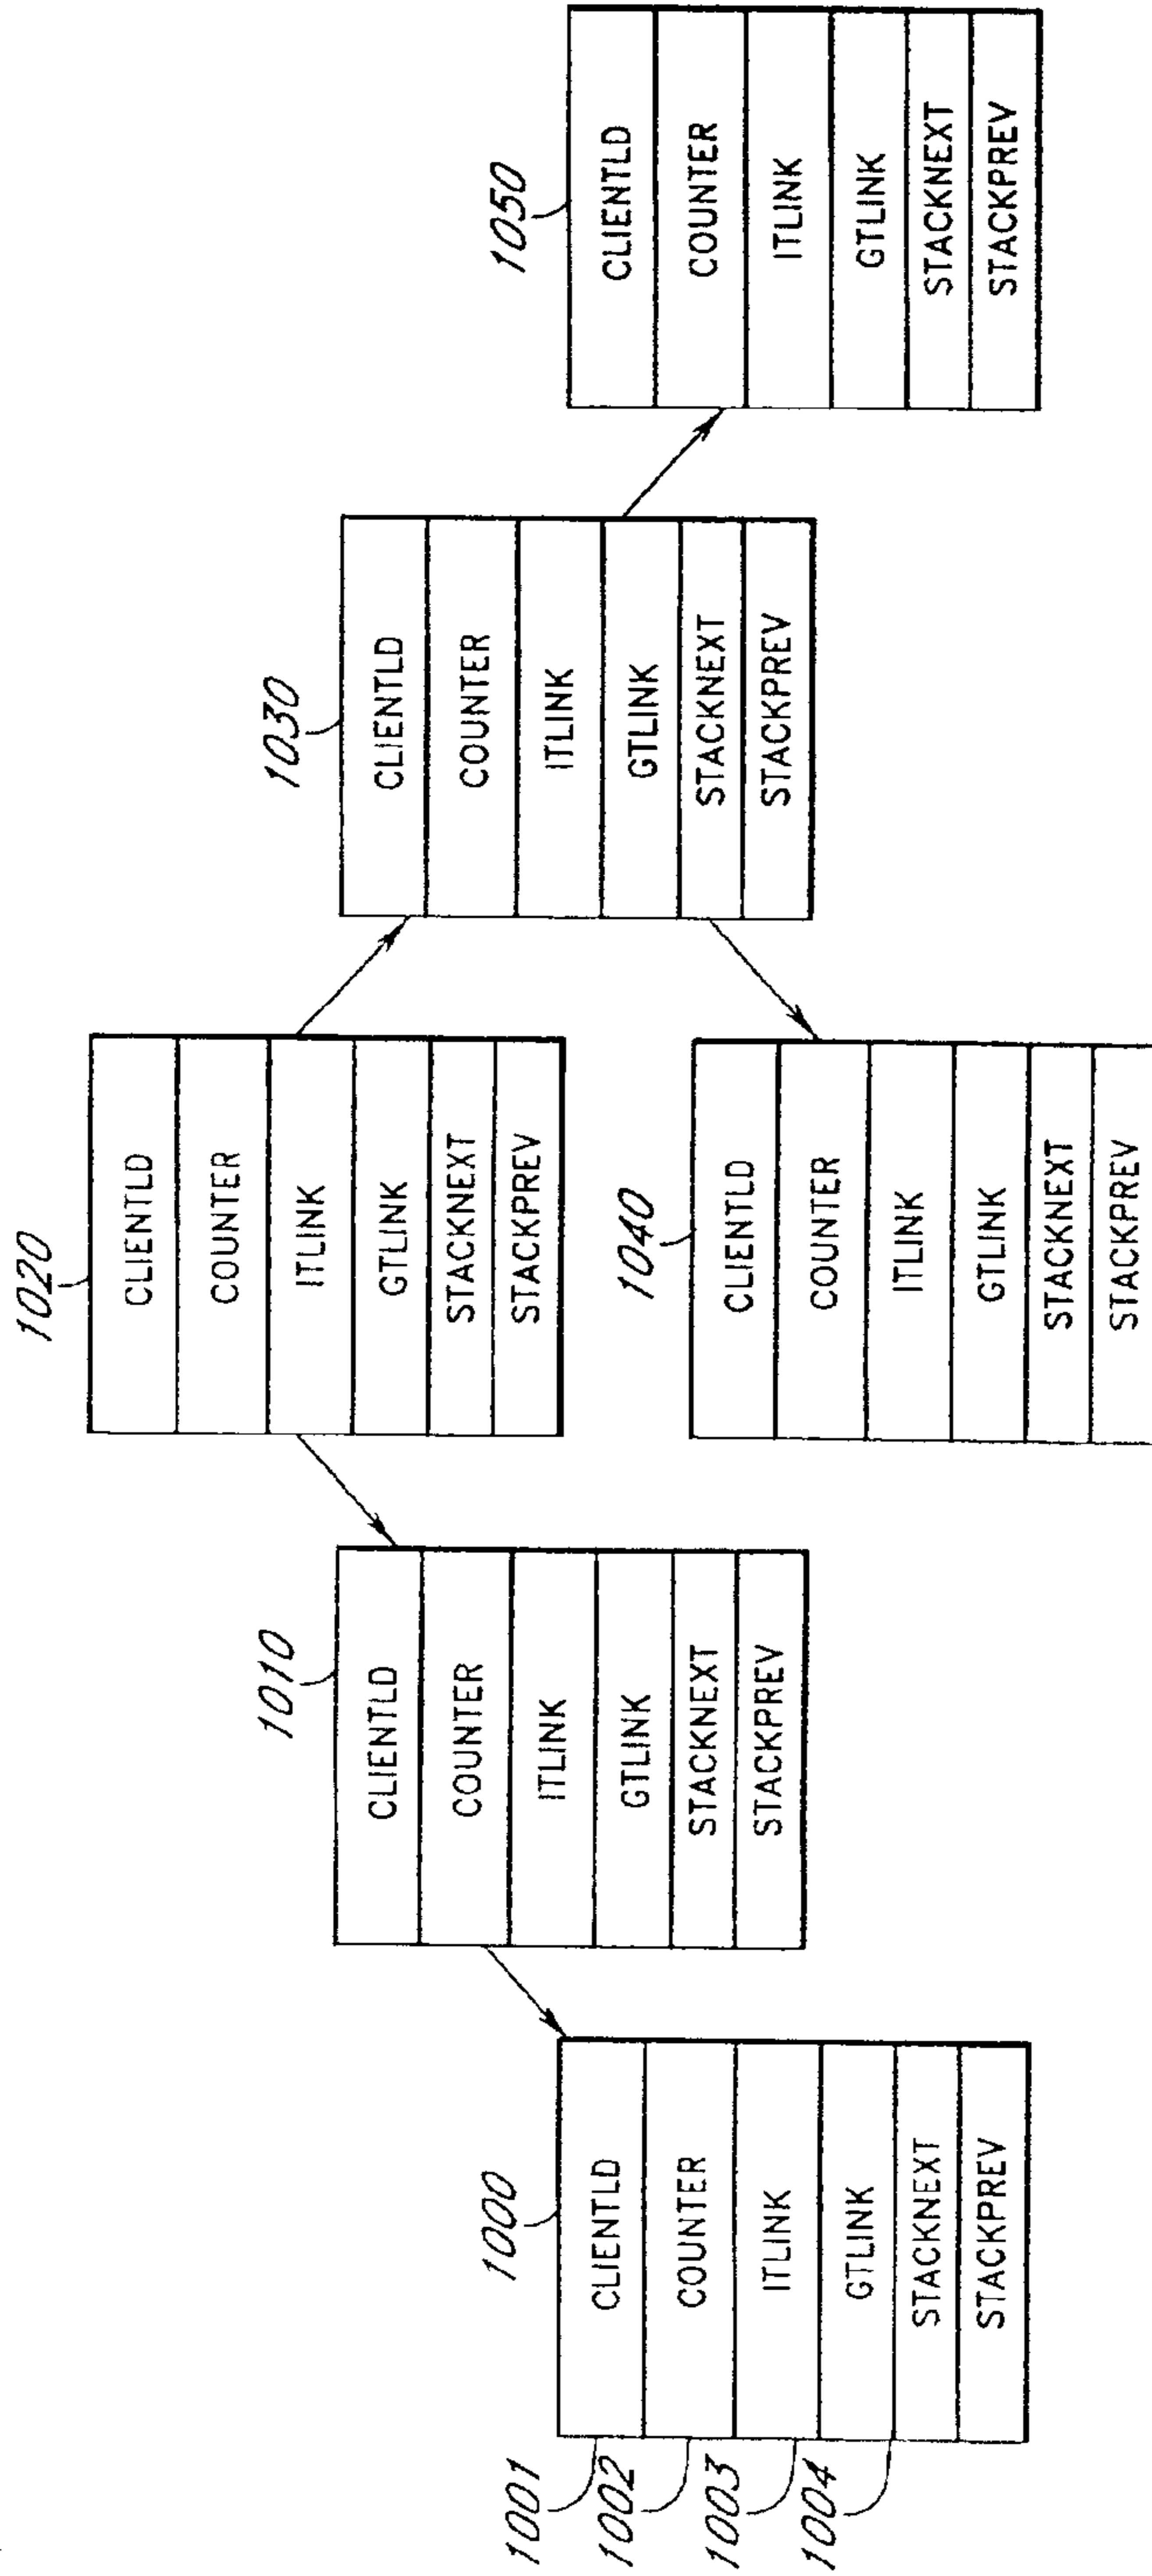 1020
CLIENTLD
COUNTER
ITLINK
GTLINK
STACKNEXT
STACKPREV
1010
CLIENTLD
COUNTER
ITLINK
GTLINK
STACKNEXT
STACKPREV
1030
CLIENTLD
COUNTER
ITLINK
GTLINK
STACKNEXT
STACKPREV
1000
1001
CLIENTLD
1002
COUNTER
1003
ITLINK
1004
GTLINK
STACKNEXT
STACKPREV
1040
CLIENTLD
COUNTER
ITLINK
GTLINK
STACKNEXT
STACKPREV
1050
CLIENTLD
COUNTER
ITLINK
GTLINK
STACKNEXT
STACKPREV